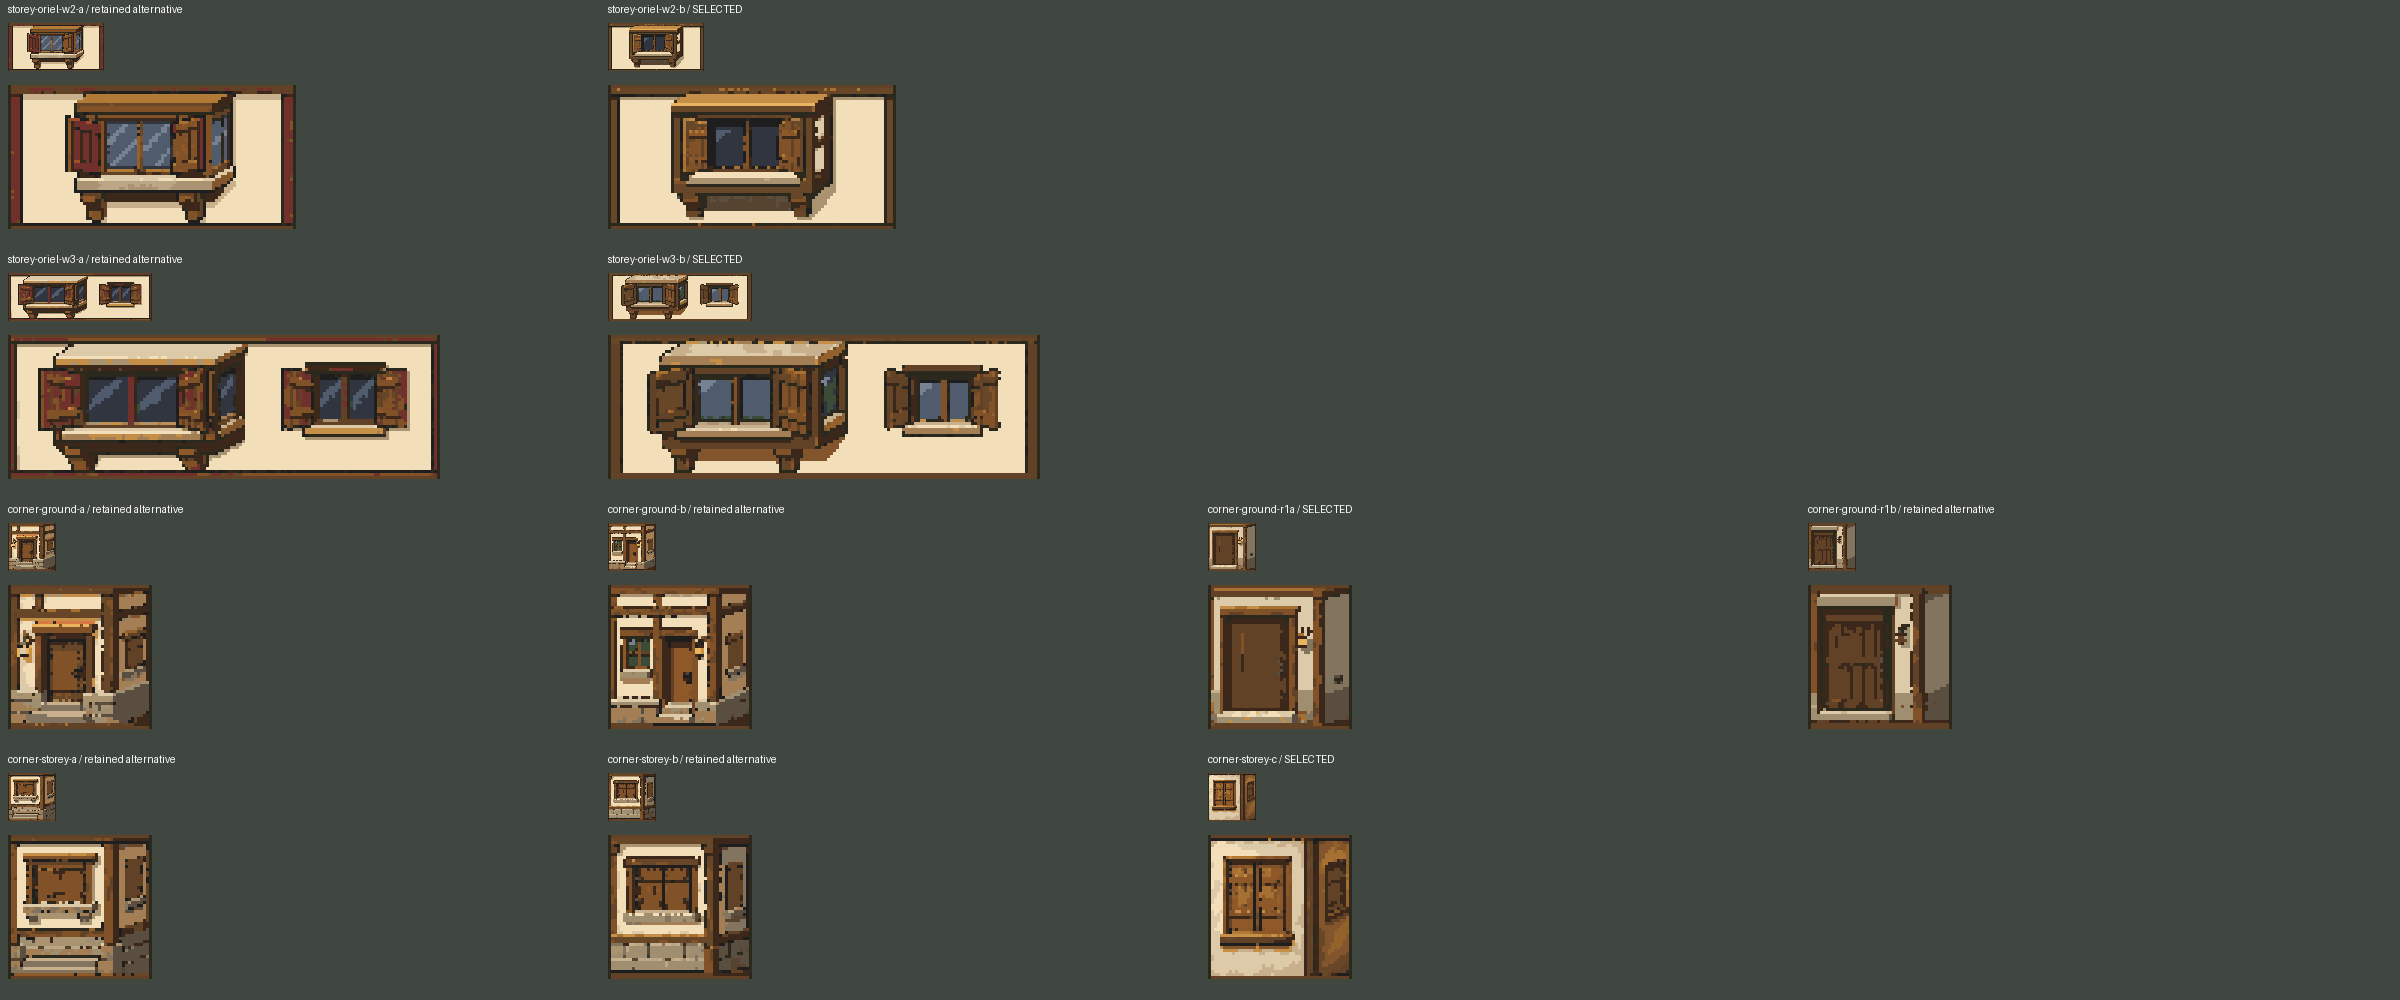 storey-oriel-w2-a / retained alternative
storey-oriel-w2-b / SELECTED
storey-oriel-w3-a / retained alternative
storey-oriel-w3-b / SELECTED
corner-ground-a / retained alternative
corner-ground-b / retained alternative
corner-ground-r1a / SELECTED
corner-ground-r1b / retained alternative
corner-storey-a / retained alternative
corner-storey-b / retained alternative
corner-storey-c / SELECTED